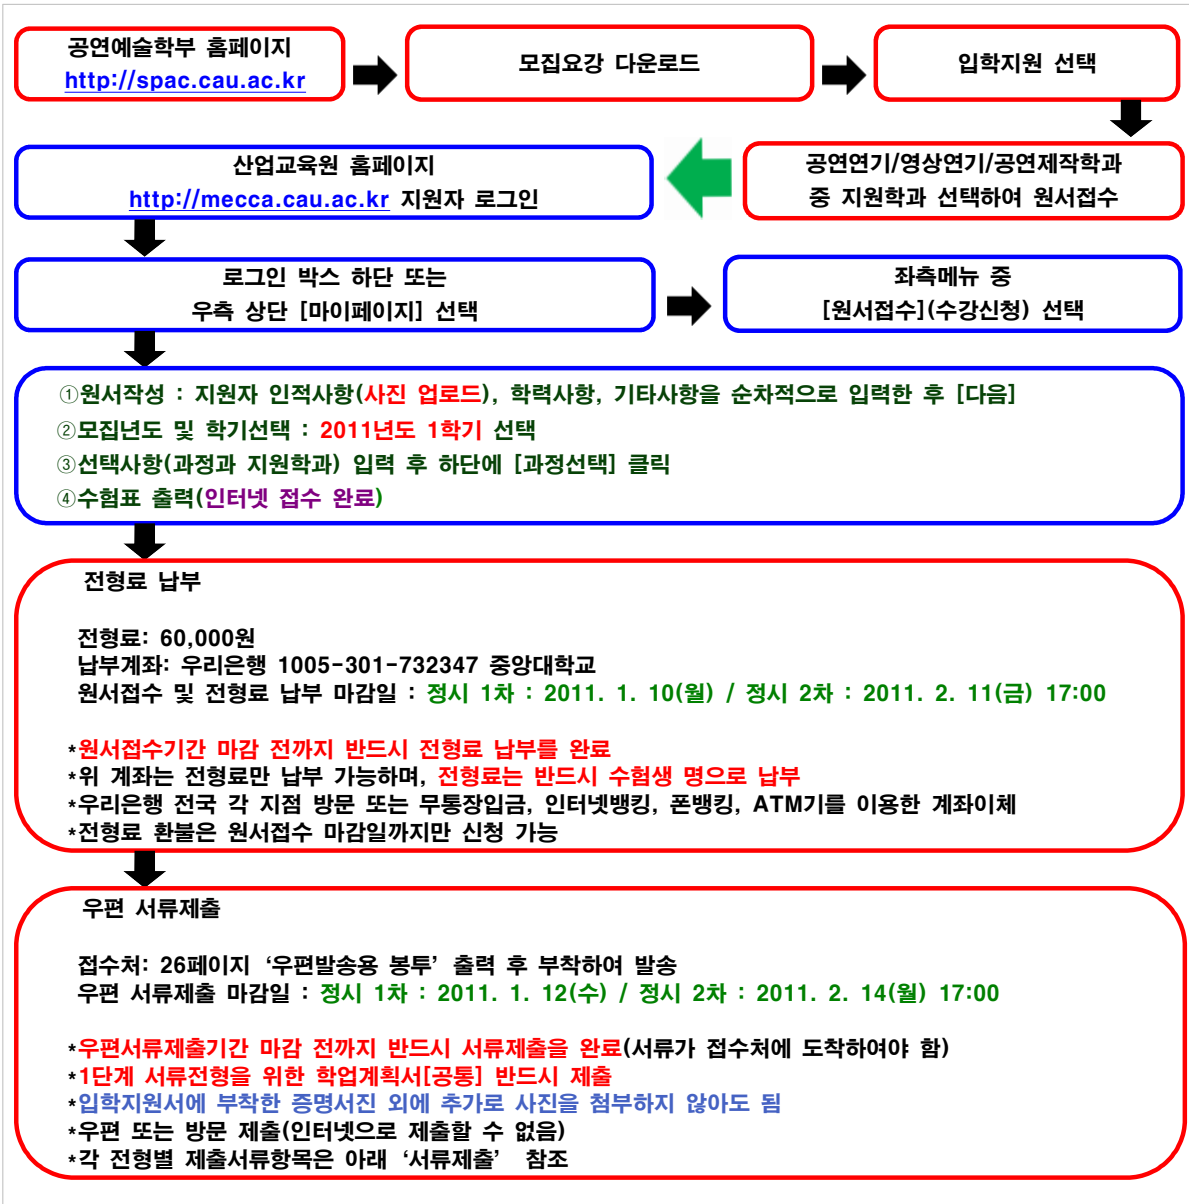 공연예술학부 홈페이지
http://spac.cau.ac.kr
모집요강 다운로드
입학지원 선택
공연연기/영상연기/공연제작학과
중 지원학과 선택하여 원서접수
산업교육원 홈페이지
http://mecca.cau.ac.kr 지원자 로그인
로그인 박스 하단 또는
우측 상단 [마이페이지] 선택
좌측메뉴 중
[원서접수](수강신청) 선택
①원서작성 : 지원자 인적사항(사진 업로드), 학력사항, 기타사항을 순차적으로 입력한 후 [다음]
②모집년도 및 학기선택 : 2011년도 1학기 선택
③선택사항(과정과 지원학과) 입력 후 하단에 [과정선택] 클릭
④수험표 출력(인터넷 접수 완료)
전형료 납부
전형료: 60,000원
납부계좌: 우리은행 1005-301-732347 중앙대학교
원서접수 및 전형료 납부 마감일 : 정시 1차 : 2011. 1. 10(월) / 정시 2차 : 2011. 2. 11(금) 17:00
*원서접수기간 마감 전까지 반드시 전형료 납부를 완료
*위 계좌는 전형료만 납부 가능하며, 전형료는 반드시 수험생 명으로 납부
*우리은행 전국 각 지점 방문 또는 무통장입금, 인터넷뱅킹, 폰뱅킹, ATM기를 이용한 계좌이체
*전형료 환불은 원서접수 마감일까지만 신청 가능
우편 서류제출
접수처: 26페이지 ‘우편발송용 봉투’ 출력 후 부착하여 발송
우편 서류제출 마감일 : 정시 1차 : 2011. 1. 12(수) / 정시 2차 : 2011. 2. 14(월) 17:00
*우편서류제출기간 마감 전까지 반드시 서류제출을 완료(서류가 접수처에 도착하여야 함)
*1단계 서류전형을 위한 학업계획서[공통] 반드시 제출
*입학지원서에 부착한 증명서진 외에 추가로 사진을 첨부하지 않아도 됨
*우편 또는 방문 제출(인터넷으로 제출할 수 없음)
*각 전형별 제출서류항목은 아래 ‘서류제출’ 참조